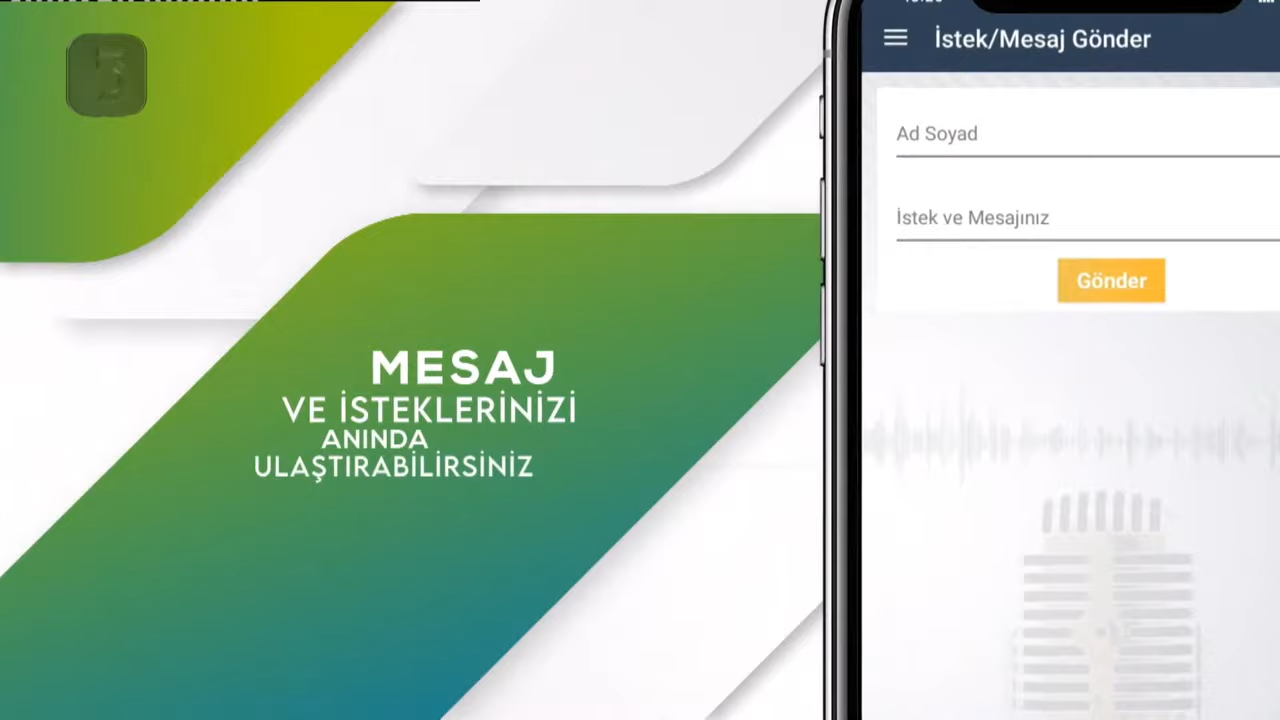 İstek/Mesaj Gönder
Ad Soyad
İstek ve Mesajınız
Gönder
MESAJ
VE İSTEKLERİNİZİ
ANINDA
ULAŞTIRABİLİRSİNİZ